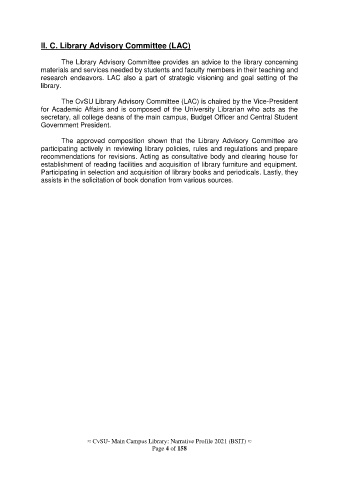 II. C. Library Advisory Committee (LAC)
The Library Advisory Committee provides an advice to the library concerning
materials and services needed by students and faculty members in their teaching and
research endeavors. LAC also a part of strategic visioning and goal setting of the
library.
The CvSU Library Advisory Committee (LAC) is chaired by the Vice-President
for Academic Affairs and is composed of the University Librarian who acts as the
secretary, all college deans of the main campus, Budget Officer and Central Student
Government President.
The approved composition shown that the Library Advisory Committee are
participating actively in reviewing library policies, rules and regulations and prepare
recommendations for revisions. Acting as consultative body and clearing house for
establishment of reading facilities and acquisition of library furniture and equipment.
Participating in selection and acquisition of library books and periodicals. Lastly, they
assists in the solicitation of book donation from various sources.
≈ CvSU- Main Campus Library: Narrative Profile 2021 (BSIT) ≈
Page 4 of 158